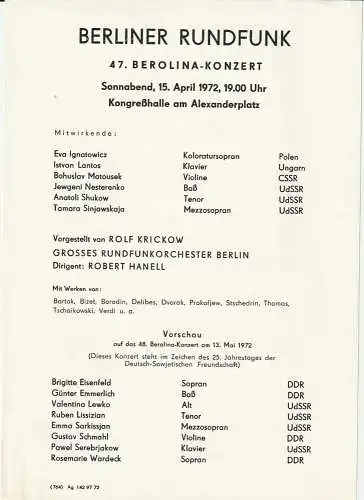 BERLINER RUNDFUNK
47. BEROLINA-KONZERT
Sonnabend, 15. April 1972, 19.00 Uhr
Kongreßhalle am Alexanderplatz
Mitwirkende:
Eva Ignatowicz Koloratursopran Polen
Istvan Lantos Klavier Ungarn
Bohuslav Matousek Violine CSSR
Jewgeni Nesterenko Baß UdSSR
Anatoli Shukow Tenor UdSSR
Tamara Sinjawskaja Mezzosopran UdSSR
Vorgestellt von ROLF KRICKOW
GROSSES RUNDFUNKORCHESTER BERLIN
Dirigent: ROBERT HANELL
Mit Werken von:
Bartok, Bizet, Borodin, Delibes, Dvorak, Prokofjew, Stschedrin, Thomas,
Tschaikowski, Verdi u. a.
Vorschau
auf das 48. Berolina-Konzert am 13. Mai 1972
(Dieses Konzert steht im Zeichen des 25. Jahrestages der
Deutsch-Sowjetischen Freundschaft)
Brigitte Eisenfeld Sopran DDR
Günter Emmerlich Baß DDR
Valentina Lewko Alt UdSSR
Ruben Lissizian Tenor UdSSR
Emma Sarkissjan Mezzosopran UdSSR
Gustav Schmahl Violine DDR
Pawel Serebrjakow Klavier UdSSR
Rosemarie Wardeck Sopran DDR
(764) Ag 142 97 72